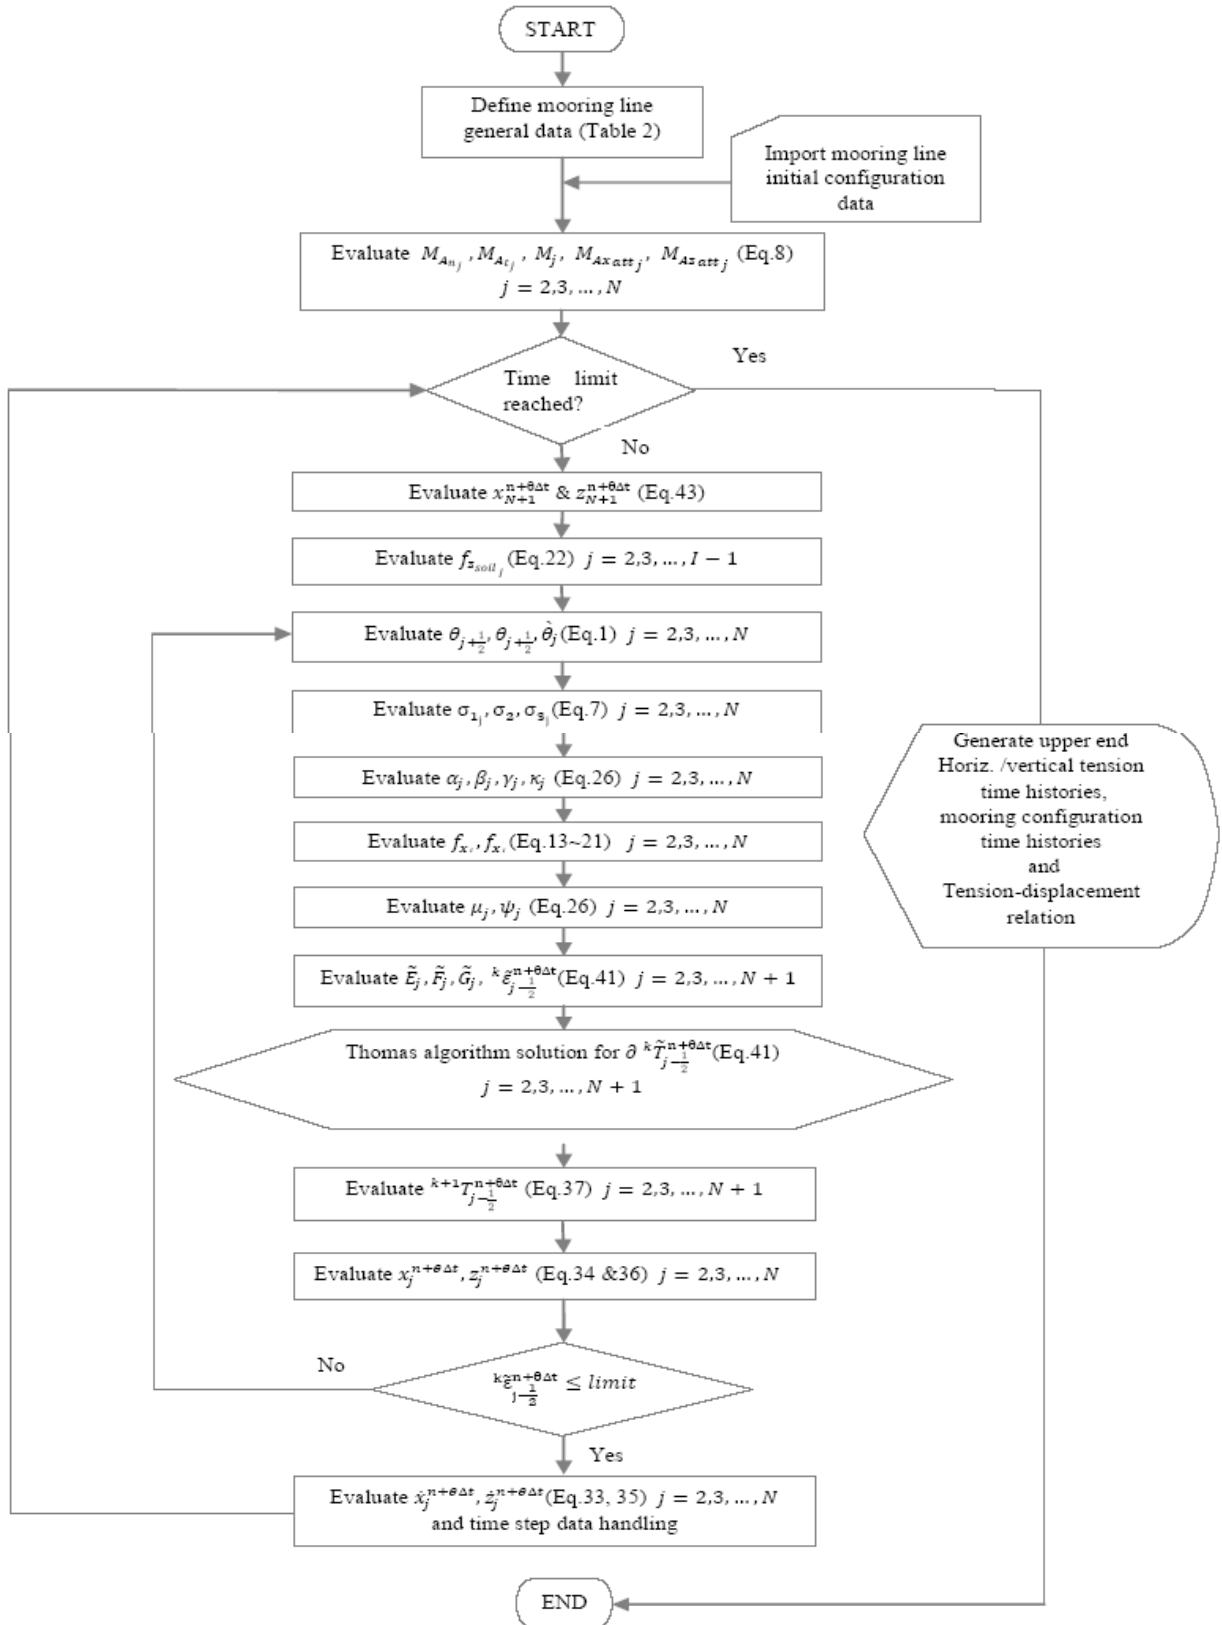 START
Define mooring line
general data (Table 2)
Import mooring line
initial configuration
data
Evaluate M_{A_{n_j}}, M_{A_{t_j}}, M_j, M_{Ax att_j}, M_{Az att_j} (Eq.8)
j = 2,3, …, N
Yes
Time limit
reached?
No
Evaluate x_{N+1}^{n+θΔt} & z_{N+1}^{n+θΔt} (Eq.43)
Evaluate f_{z_{soil_j}} (Eq.22) j = 2,3, …, I − 1
Evaluate θ_{j+1/2}, θ_{j+1/2}, θ̀_j (Eq.1) j = 2,3, …, N
Evaluate σ_{1_j}, σ_2, σ_{3_j} (Eq.7) j = 2,3, …, N
Evaluate α_j, β_j, γ_j, κ_j (Eq.26) j = 2,3, …, N
Evaluate f_{x_.}, f_{x_.} (Eq.13~21) j = 2,3, …, N
Evaluate μ_j, ψ_j (Eq.26) j = 2,3, …, N
Evaluate Ẽ_j, F̃_j, G̃_j, ^k ε̃_{j−1/2}^{n+θΔt} (Eq.41) j = 2,3, …, N + 1
Thomas algorithm solution for ∂ ^k T̃_{j−1/2}^{n+θΔt} (Eq.41)
j = 2,3, …, N + 1
Evaluate ^{k+1} T_{j−1/2}^{n+θΔt} (Eq.37) j = 2,3, …, N + 1
Evaluate x_j^{n+θΔt}, z_j^{n+θΔt} (Eq.34 &36) j = 2,3, …, N
No
^k ε̃_{j−1/2}^{n+θΔt} ≤ limit
Yes
Evaluate ẋ_j^{n+θΔt}, ż_j^{n+θΔt} (Eq.33, 35) j = 2,3, …, N
and time step data handling
Generate upper end
Horiz. /vertical tension
time histories,
mooring configuration
time histories
and
Tension-displacement
relation
END